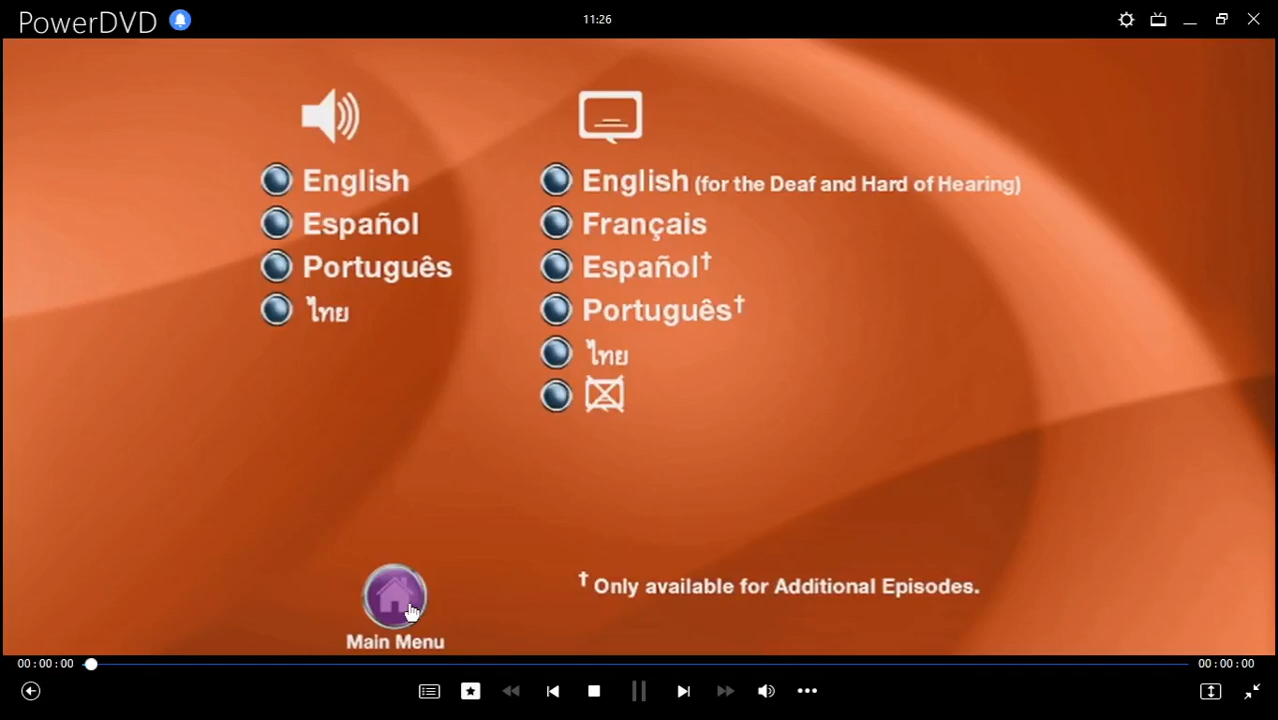 PowerDVD
11:26
English
Español
Português
ไทย
English (for the Deaf and Hard of Hearing)
Français
Español†
Português†
ไทย
† Only available for Additional Episodes.
Main Menu
00:00:00
00:00:00